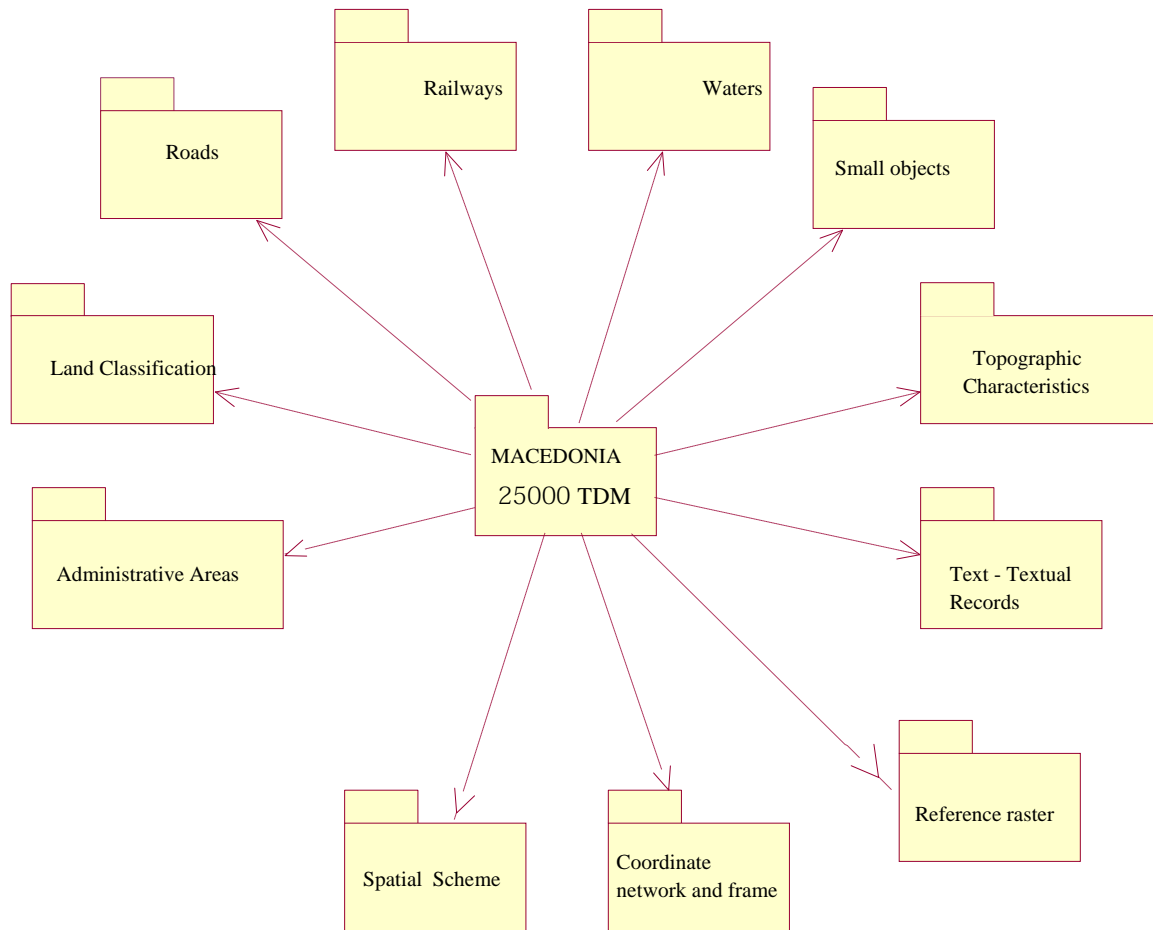 Railways
Waters
Roads
Small objects
Land Classification
Topographic
Characteristics
MACEDONIA
25000 TDM
Administrative Areas
Text - Textual
Records
Reference raster
Spatial Scheme
Coordinate
network and frame